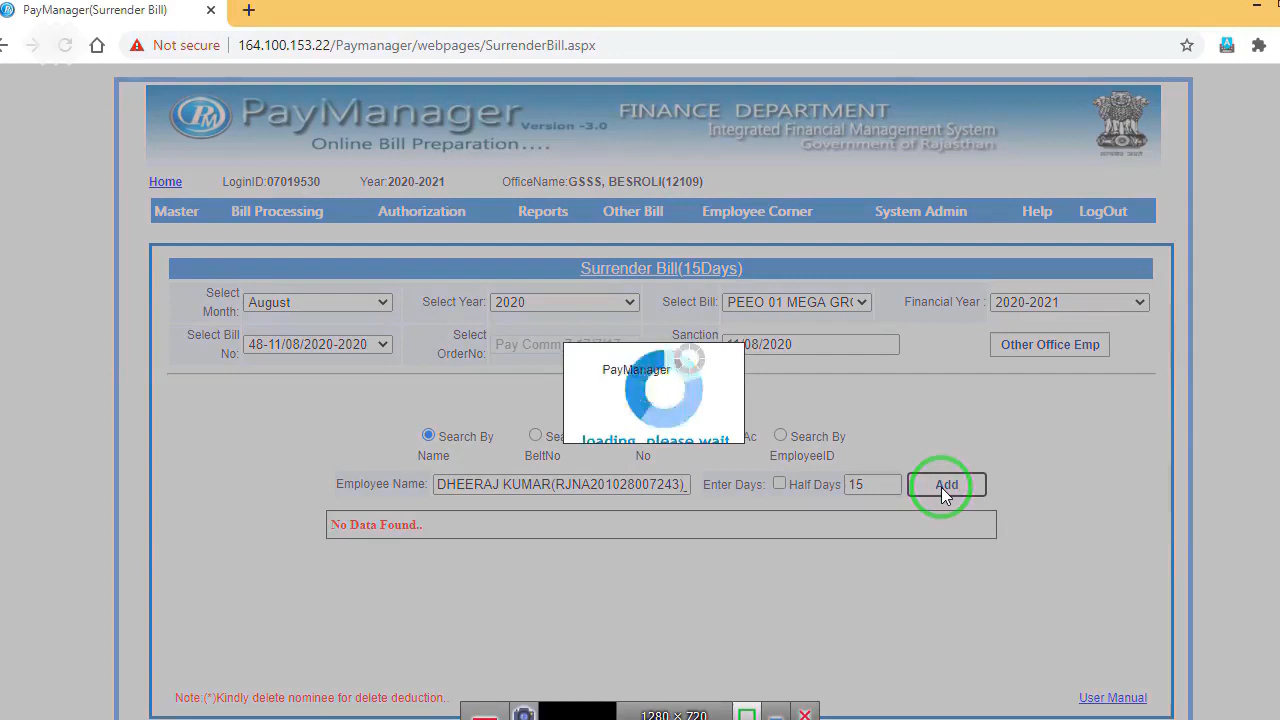 PayManager(Surrender Bill)
Not secure 164.100.153.22/Paymanager/webpages/SurrenderBill.aspx
PM PayManager Version -3.0
Online Bill Preparation....
FINANCE DEPARTMENT
Integrated Financial Management System
Government of Rajasthan
Home LoginID:07019530 Year:2020-2021 OfficeName:GSSS, BESROLI(12109)
Master Bill Processing Authorization Reports Other Bill Employee Corner System Admin Help LogOut
Surrender Bill(15Days)
Select Month: August Select Year: 2020 Select Bill: PEEO 01 MEGA GR Financial Year : 2020-2021
Select Bill No: 48-11/08/2020-2020 Select OrderNo: Pay Comm Sanction /08/2020 Other Office Emp
PayManager
loading, please wait
Search By Name BeltNo No Search By EmployeeID
Employee Name: DHEERAJ KUMAR(RJNA201028007243)_ Enter Days: Half Days 15 Add
No Data Found..
Note:(*)Kindly delete nominee for delete deduction.. User Manual
1280 × 720